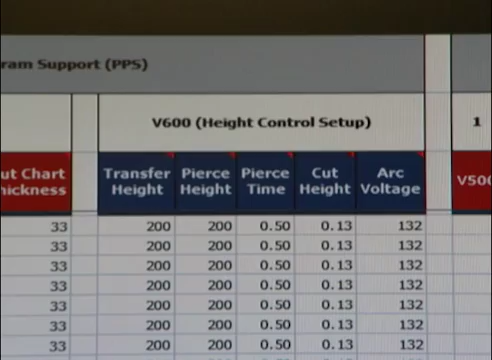 ram Support (PPS)
V600 (Height Control Setup) 1
ut Chart Transfer Pierce Pierce Cut Arc V500
hickness Height Height Time Height Voltage
33 200 200 0.50 0.13 132
33 200 200 0.50 0.13 132
33 200 200 0.50 0.13 132
33 200 200 0.50 0.13 132
33 200 200 0.50 0.13 132
33 200 200 0.50 0.13 132
33 200 200 0.50 0.13 132